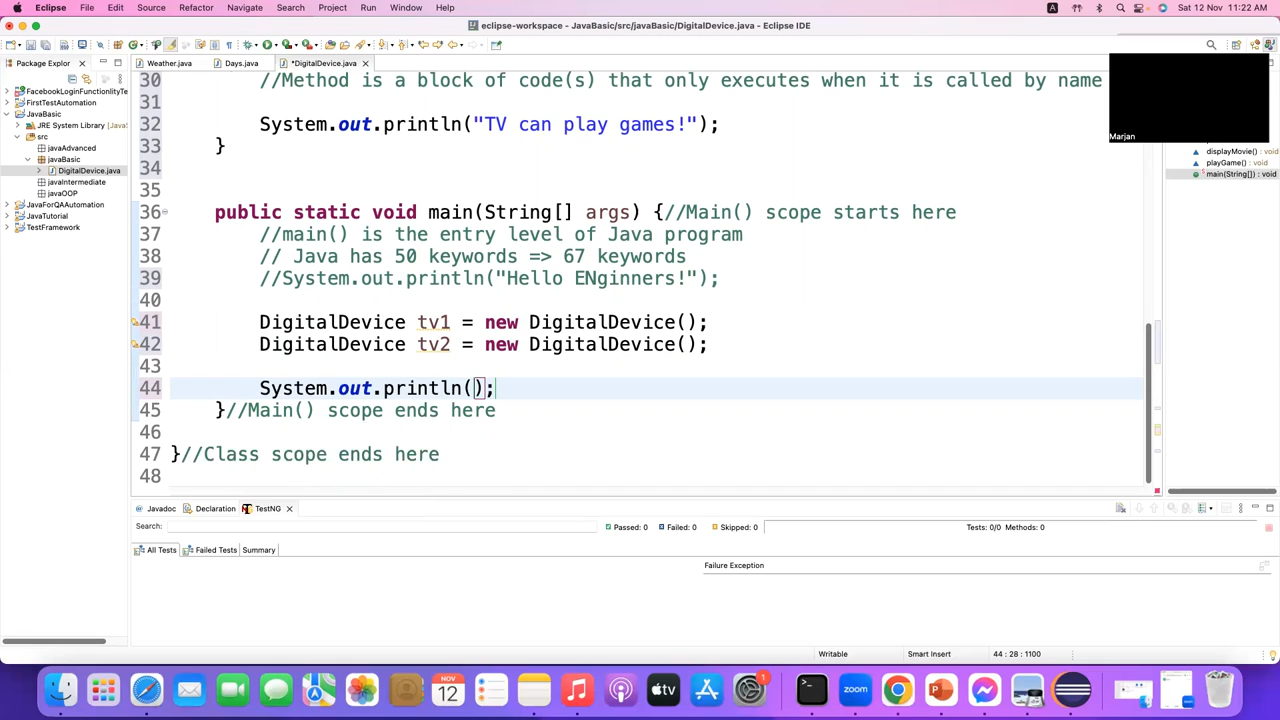 Eclipse File Edit Source Refactor Navigate Search Project Run Window Help A Sat 12 Nov 11:22 AM
eclipse-workspace - JavaBasic/src/javaBasic/DigitalDevice.java - Eclipse IDE
Package Explor
Weather.java Days.java *DigitalDevice.java
FacebookLoginFunctionlityTe
FirstTestAutomation
JavaBasic
JRE System Library [JavaS
src
javaAdvanced
javaBasic
DigitalDevice.java
javaIntermediate
javaOOP
JavaForQAAutomation
JavaTutorial
TestFramework
30 //Method is a block of code(s) that only executes when it is called by name
31
32 System.out.println("TV can play games!");
33 }
34
35
36 public static void main(String[] args) {//Main() scope starts here
37 //main() is the entry level of Java program
38 // Java has 50 keywords => 67 keywords
39 //System.out.println("Hello ENginners!");
40
41 DigitalDevice tv1 = new DigitalDevice();
42 DigitalDevice tv2 = new DigitalDevice();
43
44 System.out.println();
45 }//Main() scope ends here
46
47 }//Class scope ends here
48
Marjan
displayMovie() : void
playGame() : void
main(String[]) : void
Javadoc Declaration TestNG
Search: Passed: 0 Failed: 0 Skipped: 0 Tests: 0/0 Methods: 0
All Tests Failed Tests Summary
Failure Exception
Writable Smart Insert 44 : 28 : 1100
NOV
12
tv
1
zoom